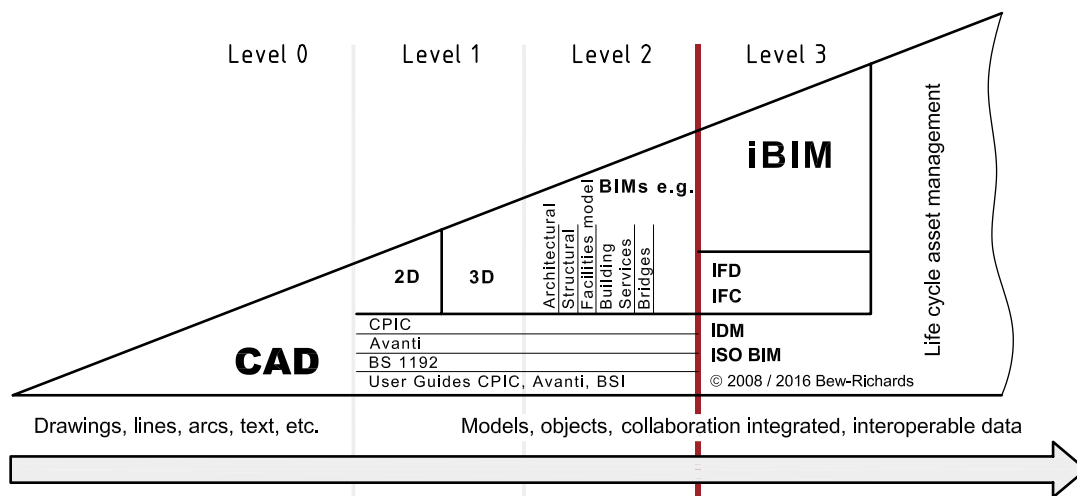 Level 0
Level 1
Level 2
Level 3
iBIM
BIMs e.g.
Architectural
Structural
Facilities model
Building
Services
Bridges
Life cycle asset management
2D
3D
IFD
IFC
CPIC
Avanti
BS 1192
User Guides CPIC, Avanti, BSI
CAD
IDM
ISO BIM
© 2008 / 2016 Bew-Richards
Drawings, lines, arcs, text, etc.
Models, objects, collaboration integrated, interoperable data